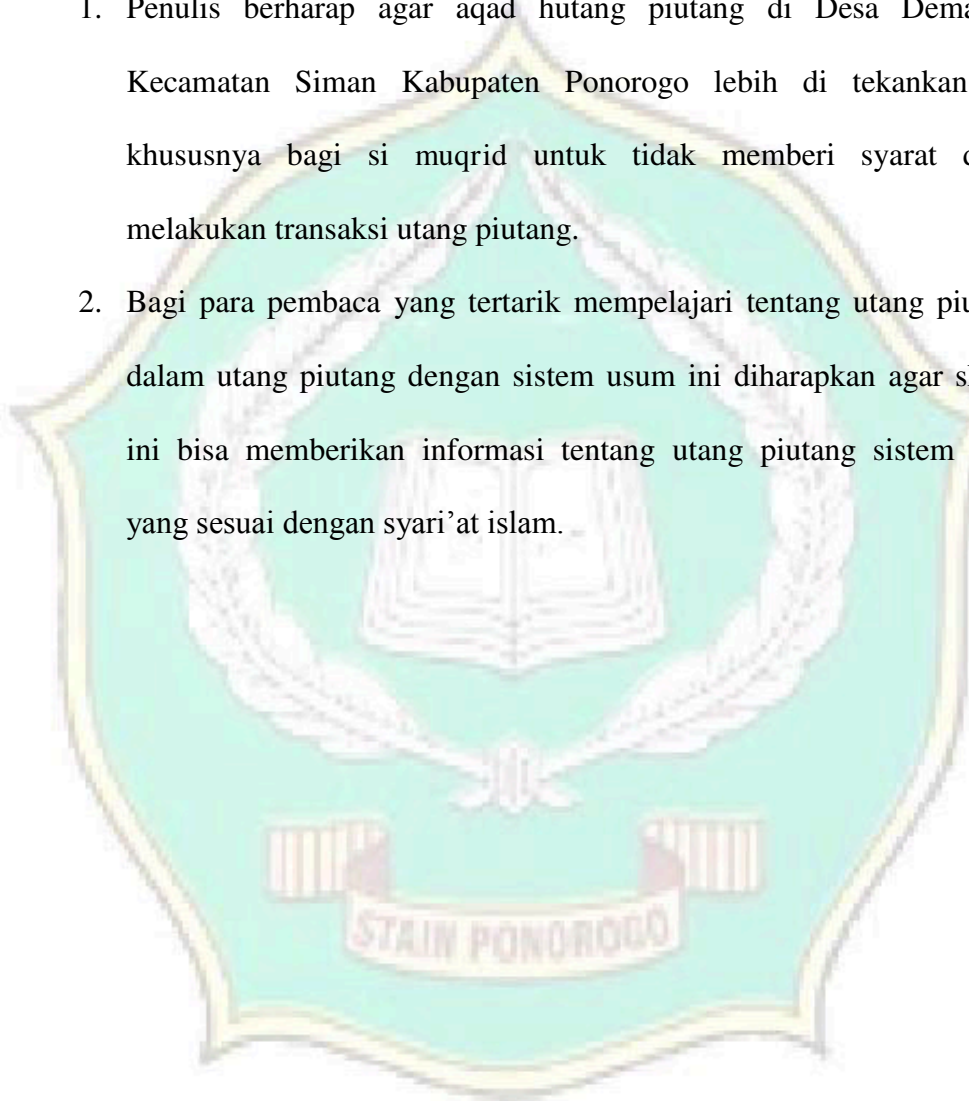 1. Penulis berharap agar aqad hutang piutang di Desa
Kecamatan Siman Kabupaten Ponorogo lebih di tekankan
khususnya bagi si muqrid untuk tidak memberi syarat
melakukan transaksi utang piutang.
2. Bagi para pembaca yang tertarik mempelajari tentang utang
dalam utang piutang dengan sistem usum ini diharapkan agar
ini bisa memberikan informasi tentang utang piutang sistem
yang sesuai dengan syari’at islam.
STAIN PONOROGO